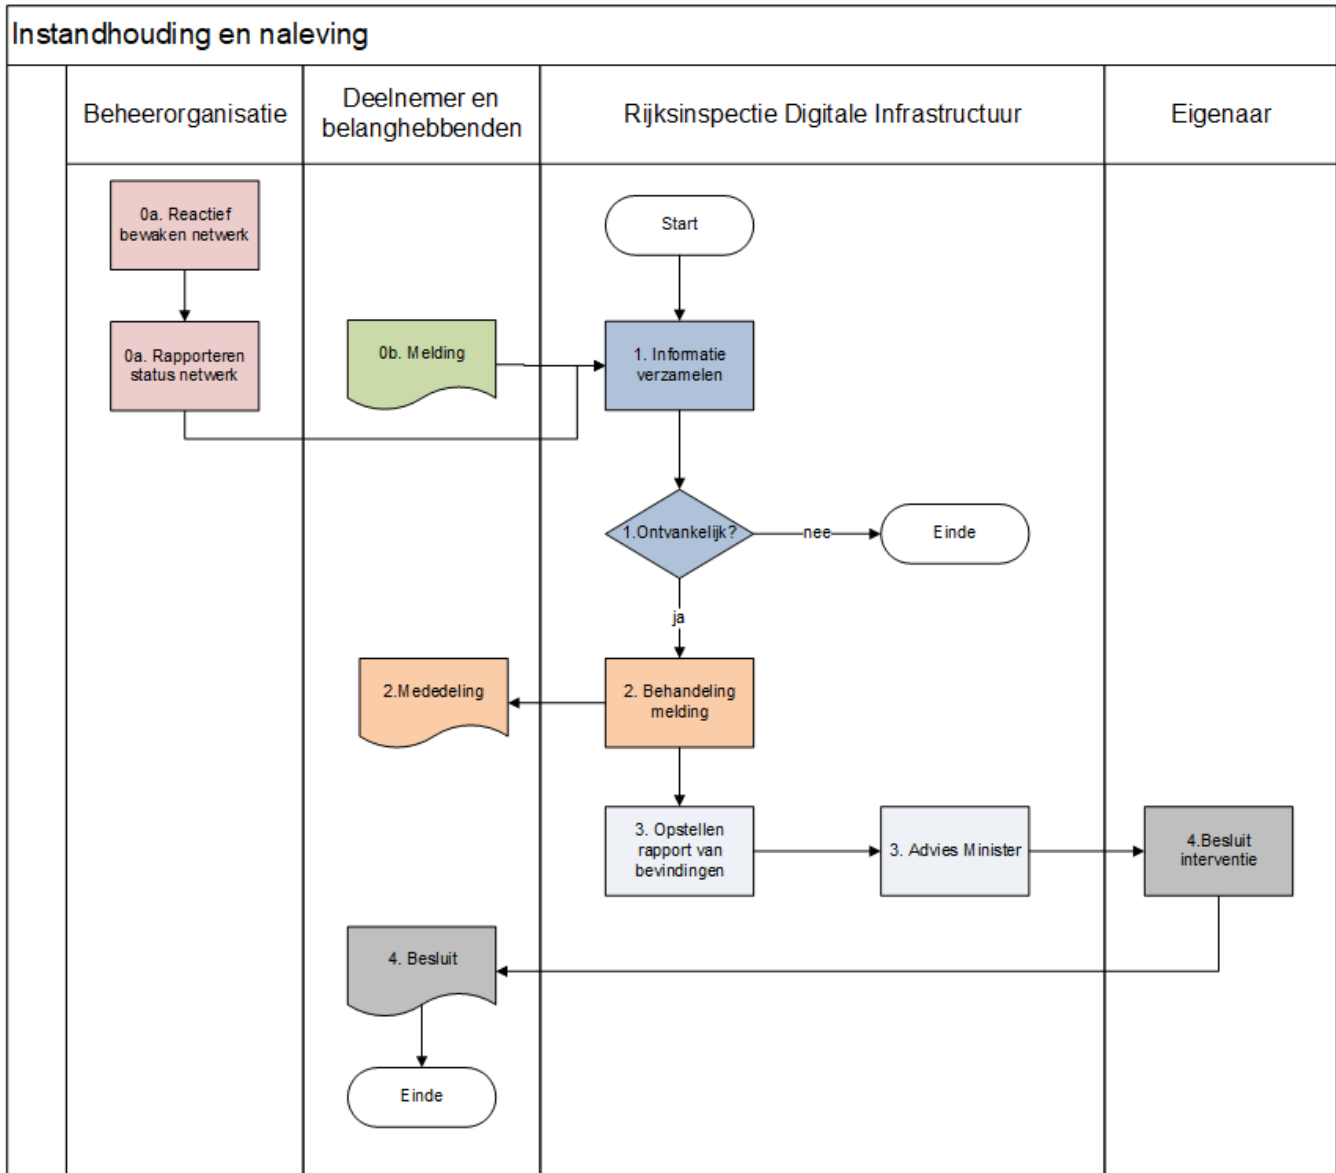 Instandhouding en naleving
Beheerorganisatie
Deelnemer en
belanghebbenden
Rijksinspectie Digitale Infrastructuur
Eigenaar
0a. Reactief
bewaken netwerk
Start
0a. Rapporteren
status netwerk
0b. Melding
1. Informatie
verzamelen
1.Ontvankelijk?
nee
Einde
ja
2.Mededeling
2. Behandeling
melding
3. Opstellen
rapport van
bevindingen
3. Advies Minister
4.Besluit
interventie
4. Besluit
Einde